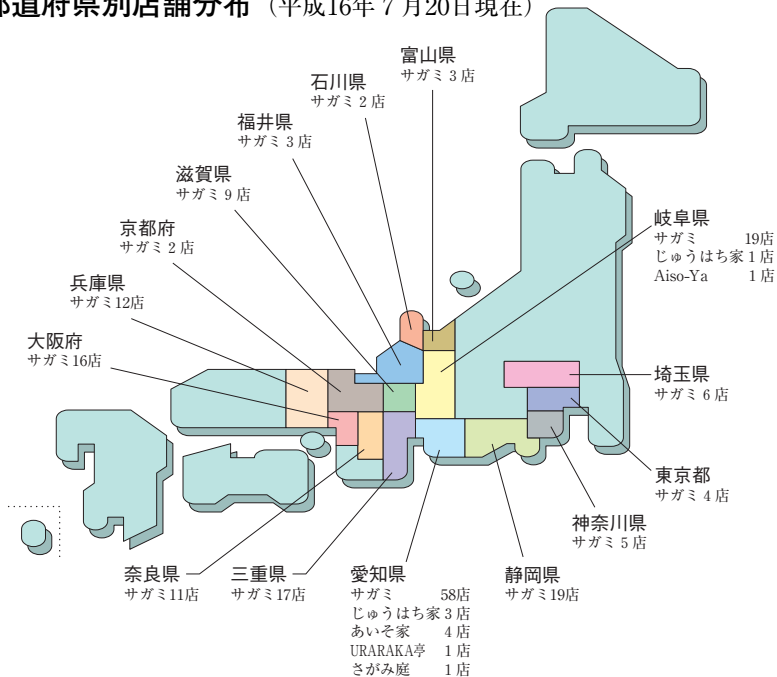 都道府県別店舗分布（平成16年７月20日現在）
富山県
サガミ３店
石川県
サガミ２店
福井県
サガミ３店
滋賀県
サガミ９店
京都府
サガミ２店
兵庫県
サガミ12店
大阪府
サガミ16店
岐阜県
サガミ 19店
じゅうはち家１店
Aiso-Ya １店
埼玉県
サガミ６店
東京都
サガミ４店
神奈川県
サガミ５店
静岡県
サガミ19店
愛知県
サガミ 58店
じゅうはち家３店
あいそ家 ４店
URARAKA亭 １店
さがみ庭 １店
三重県
サガミ17店
奈良県
サガミ11店